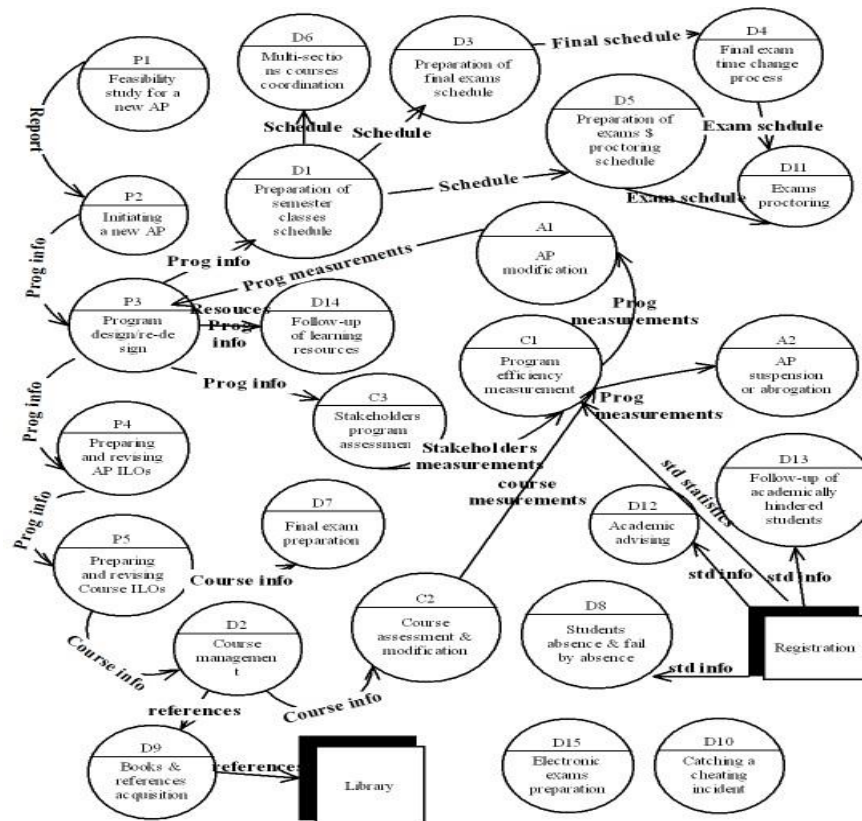 D6
Multi-sectio
ns courses
coordination
D3
Preparation of
final exams
schedule
Final schedule
D4
Final exam
time change
process
P1
Feasibility
study for a
new AP
Report
Schedule
Schedule
D5
Preparation of
exams $
proctoring
schedule
Exam schdule
D11
Exams
proctoring
P2
Initiating
a new AP
D1
Preparation of
semester
classes
schedule
Schedule
Exam schdule
Prog info
Prog info
Prog measurements
A1
AP
modification
P3
Program
design/re-de
sign
Resouces
Prog
info
D14
Follow-up
of learning
resources
Prog
measurements
C1
Program
efficiency
measurement
A2
AP
suspension
or abrogation
Prog info
Prog info
C3
Stakeholders
program
assessment
Prog
measurements
Stakeholders
measurements
course
mesurements
std statistics
P4
Preparing
and revising
AP ILOs
D13
Follow-up of
academically
hindered
students
Prog info
D7
Final exam
preparation
D12
Academic
advising
P5
Preparing
and revising
Course ILOs
Course info
std info
std info
Course info
D2
Course
managemen
t
C2
Course
assessment &
modification
D8
Students
absence & fail
by absence
Registration
std info
references
Course info
D9
Books &
references
acquisition
references
Library
D15
Electronic
exams
preparation
D10
Catching a
cheating
incident